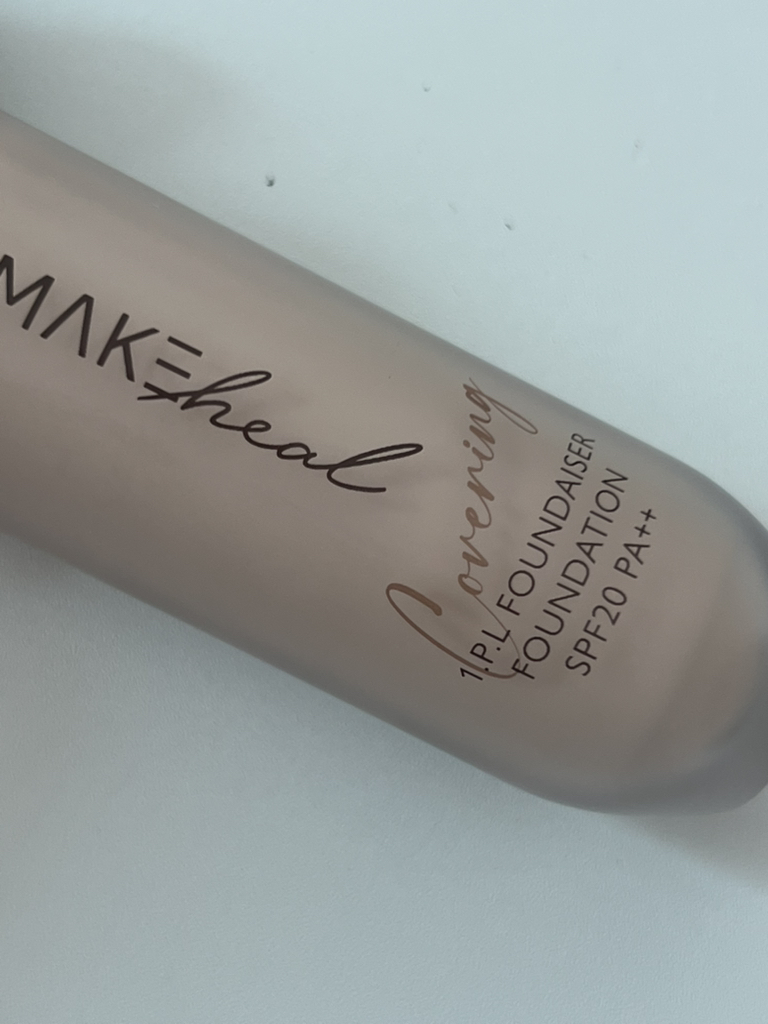 MAKEheal
Covering
1.P.L FOUNDAISER
FOUNDATION
SPF20 PA++